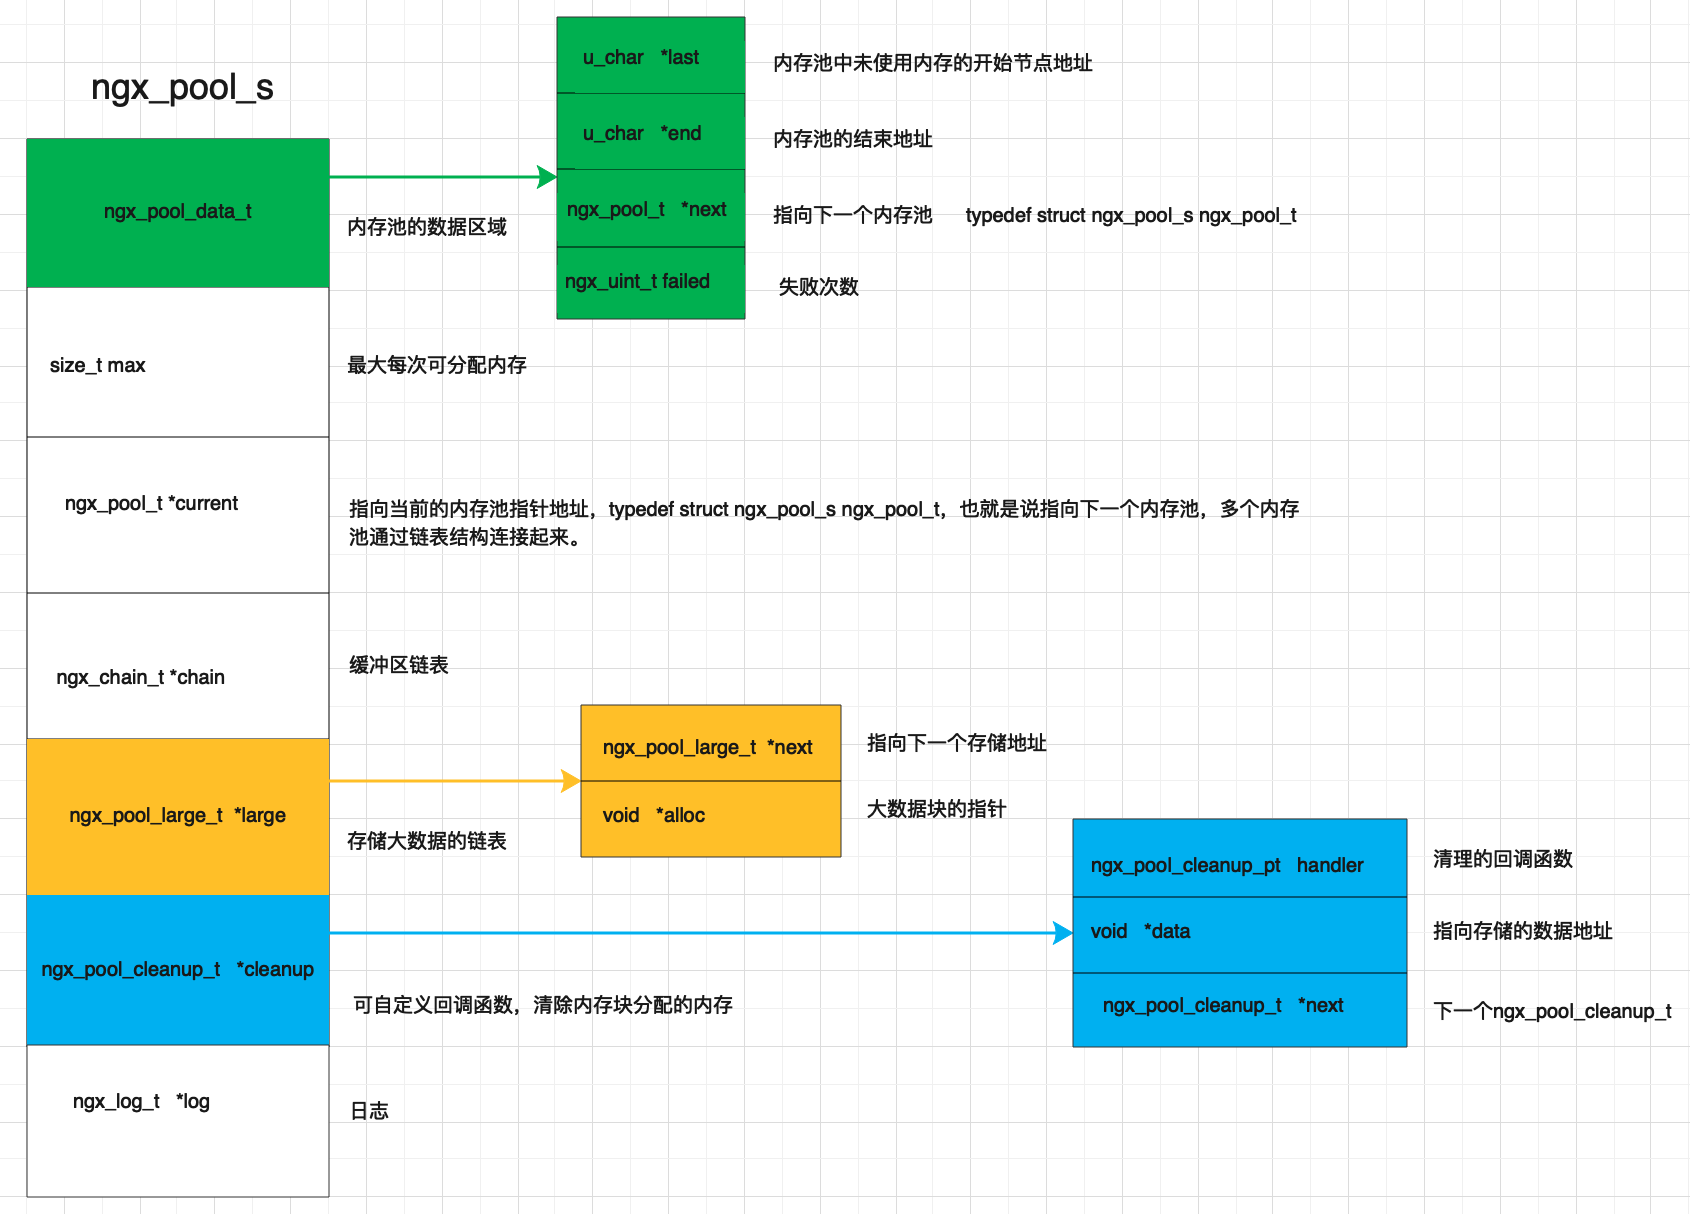 ngx_pool_s
u_char *last
内存池中未使用内存的开始节点地址
u_char *end
内存池的结束地址
ngx_pool_data_t
内存池的数据区域
ngx_pool_t *next
指向下一个内存池 typedef struct ngx_pool_s ngx_pool_t
ngx_uint_t failed
失败次数
size_t max
最大每次可分配内存
ngx_pool_t *current
指向当前的内存池指针地址，typedef struct ngx_pool_s ngx_pool_t，也就是说指向下一个内存池，多个内存
池通过链表结构连接起来。
ngx_chain_t *chain
缓冲区链表
ngx_pool_large_t *large
存储大数据的链表
ngx_pool_large_t *next
指向下一个存储地址
void *alloc
大数据块的指针
ngx_pool_cleanup_t *cleanup
可自定义回调函数，清除内存块分配的内存
ngx_pool_cleanup_pt handler
清理的回调函数
void *data
指向存储的数据地址
ngx_pool_cleanup_t *next
下一个ngx_pool_cleanup_t
ngx_log_t *log
日志